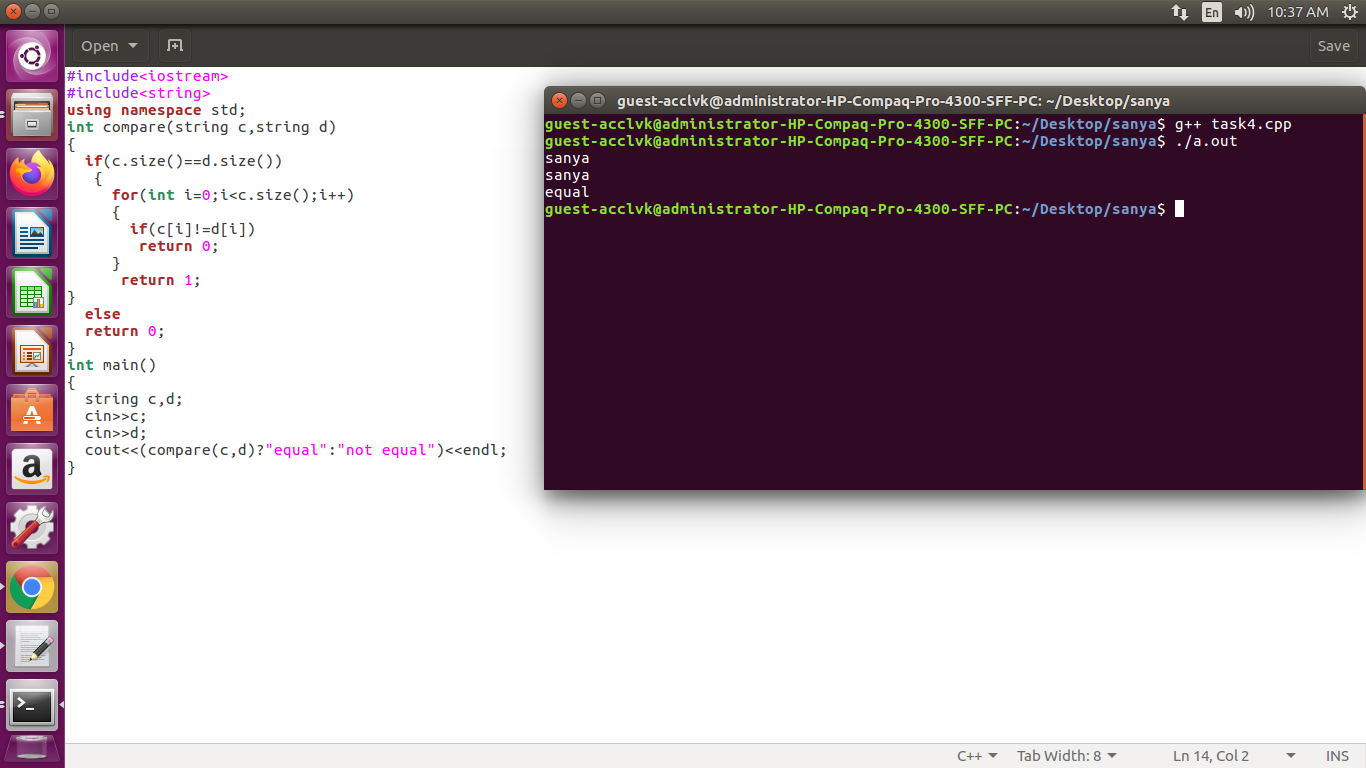 En 10:37 AM
Open Save
#include<iostream>
#include<string>
using namespace std;
int compare(string c,string d)
{
  if(c.size()==d.size())
   {
     for(int i=0;i<c.size();i++)
     {
       if(c[i]!=d[i])
        return 0;
     }
      return 1;
}
  else
  return 0;
}
int main()
{
  string c,d;
  cin>>c;
  cin>>d;
  cout<<(compare(c,d)?"equal":"not equal")<<endl;
}
guest-acclvk@administrator-HP-Compaq-Pro-4300-SFF-PC: ~/Desktop/sanya
guest-acclvk@administrator-HP-Compaq-Pro-4300-SFF-PC:~/Desktop/sanya$ g++ task4.cpp
guest-acclvk@administrator-HP-Compaq-Pro-4300-SFF-PC:~/Desktop/sanya$ ./a.out
sanya
sanya
equal
guest-acclvk@administrator-HP-Compaq-Pro-4300-SFF-PC:~/Desktop/sanya$
C++ Tab Width: 8 Ln 14, Col 2 INS